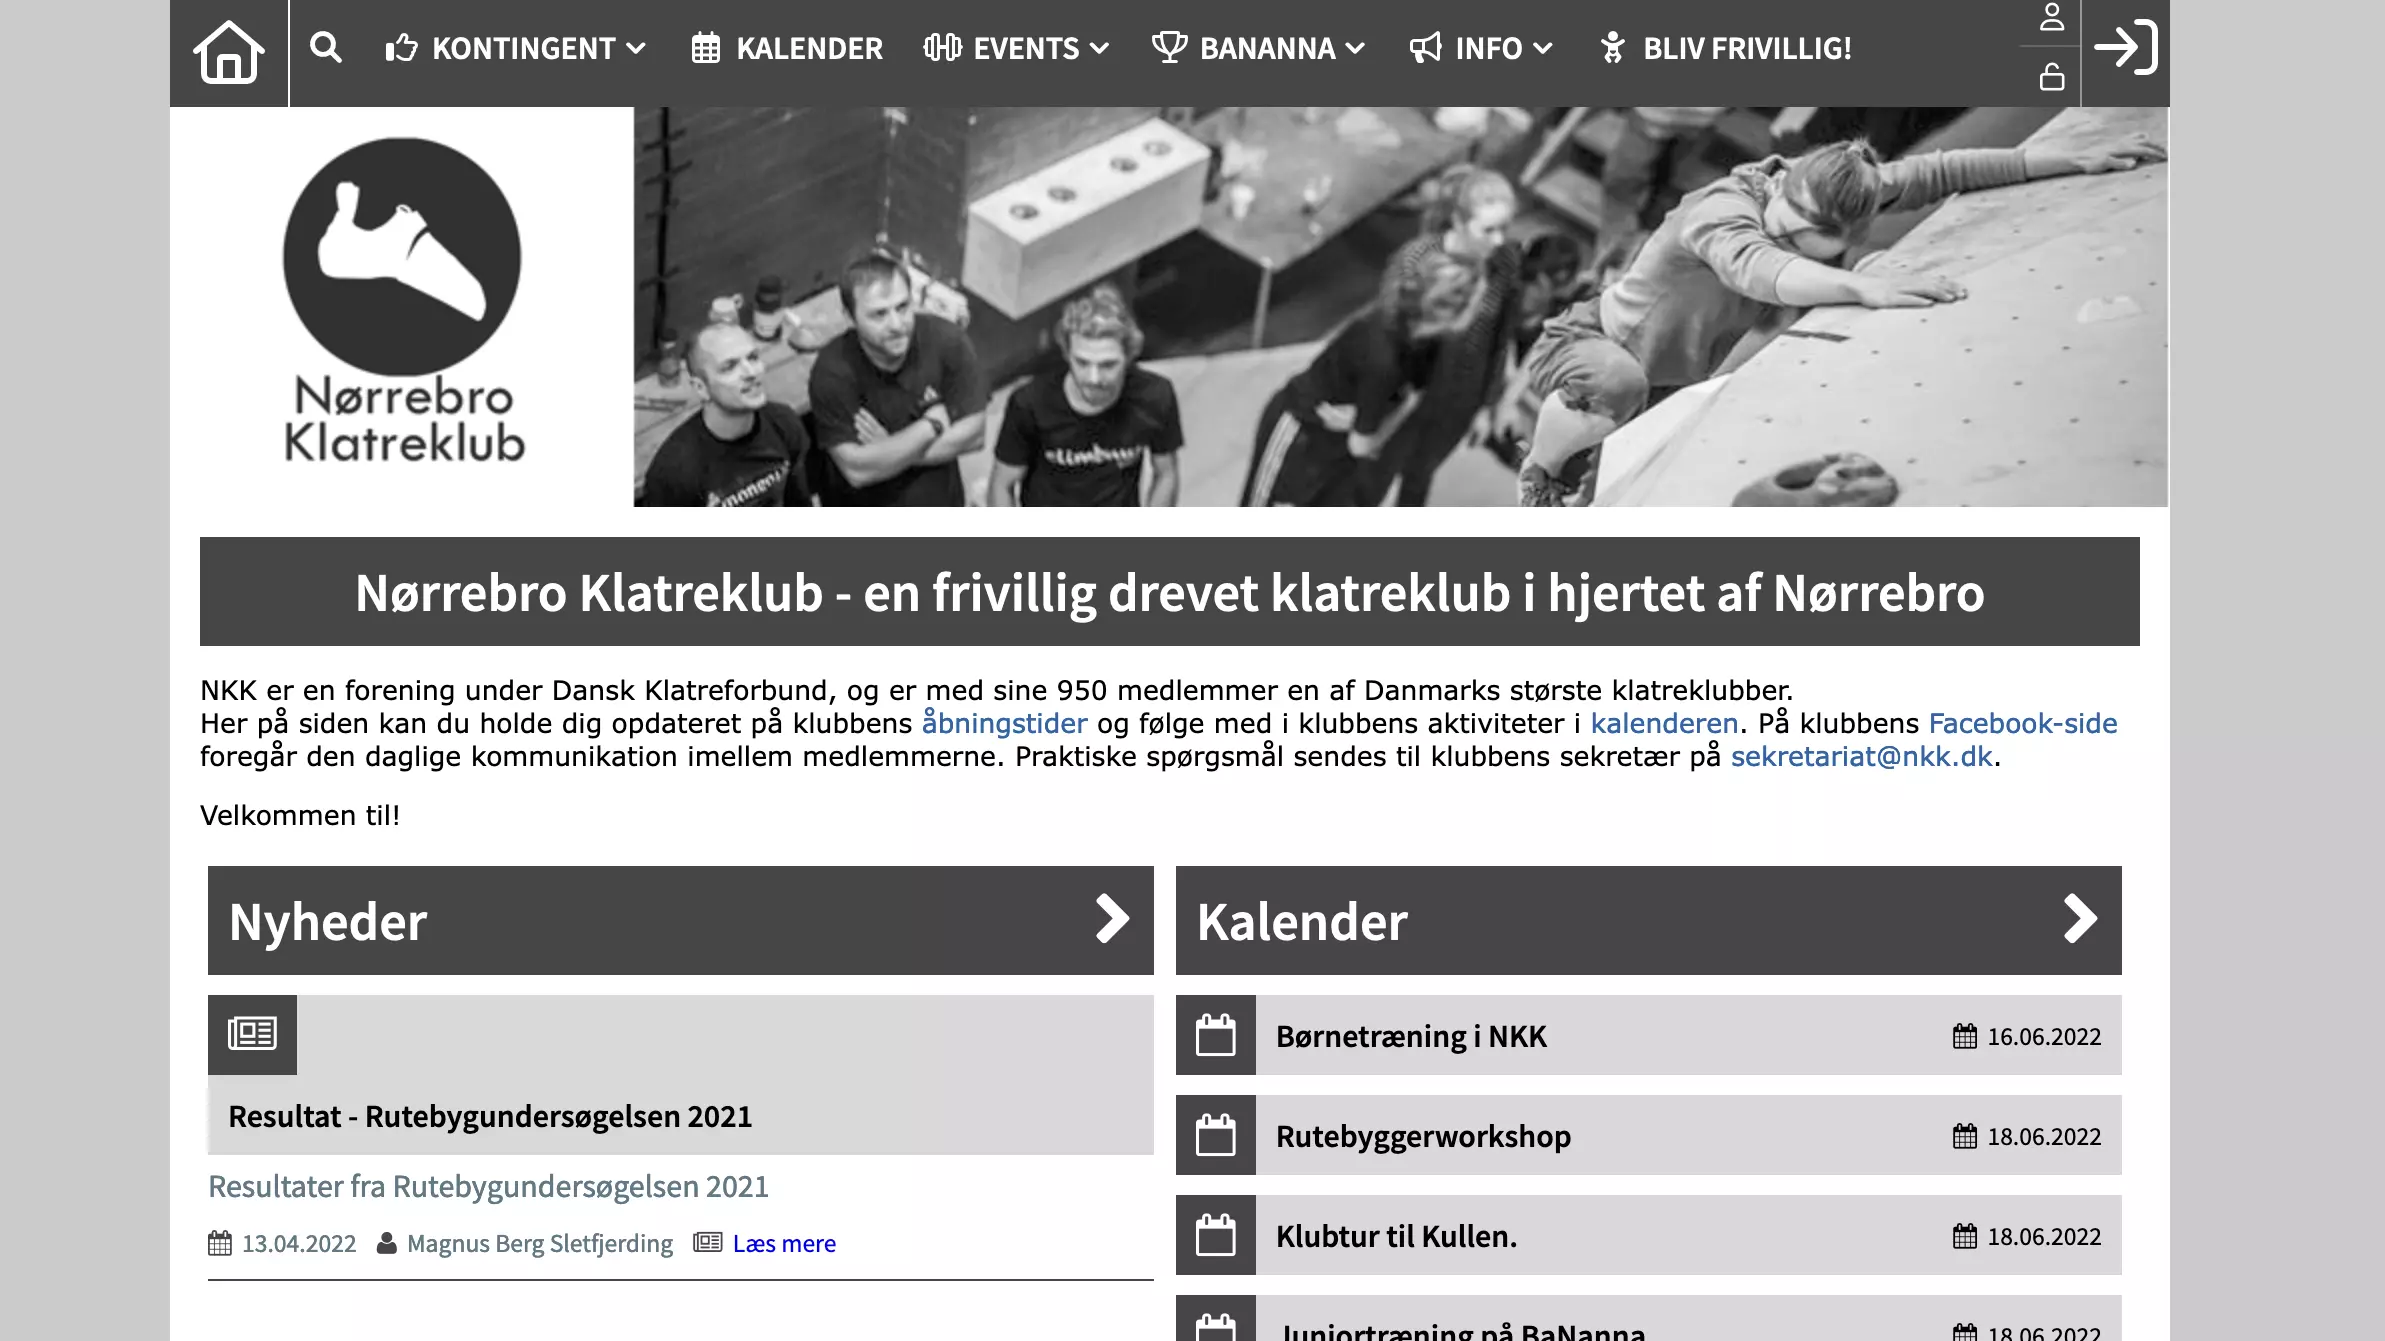 KONTINGENT
KALENDER
EVENTS
BANANNA
INFO
BLIV FRIVILLIG!
Nørrebro
Klatreklub
Nørrebro Klatreklub - en frivillig drevet klatreklub i hjertet af Nørrebro
NKK er en forening under Dansk Klatreforbund, og er med sine 950 medlemmer en af Danmarks største klatreklubber.
Her på siden kan du holde dig opdateret på klubbens åbningstider og følge med i klubbens aktiviteter i kalenderen. På klubbens Facebook-side
foregår den daglige kommunikation imellem medlemmerne. Praktiske spørgsmål sendes til klubbens sekretær på sekretariat@nkk.dk.
Velkommen til!
Nyheder
Resultat - Rutebygundersøgelsen 2021
Resultater fra Rutebygundersøgelsen 2021
13.04.2022 Magnus Berg Sletfjerding Læs mere
Kalender
Børnetræning i NKK 16.06.2022
Rutebyggerworkshop 18.06.2022
Klubtur til Kullen. 18.06.2022
Juniortræning på BaNanna 18.06.2022